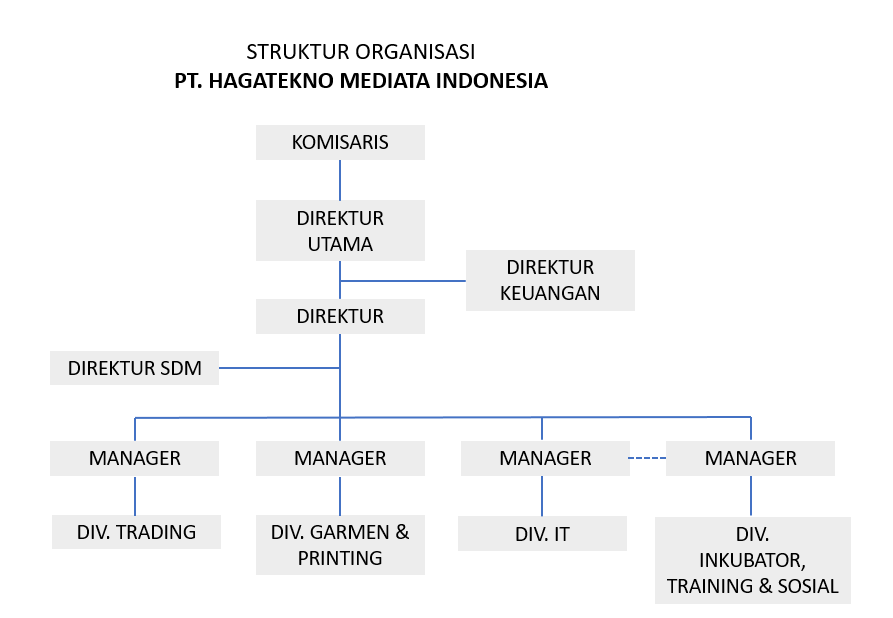 STRUKTUR ORGANISASI
PT. HAGATEKNO MEDIATA INDONESIA
KOMISARIS
DIREKTUR
UTAMA
DIREKTUR
KEUANGAN
DIREKTUR
DIREKTUR SDM
MANAGER
MANAGER
MANAGER
MANAGER
DIV. TRADING
DIV. GARMEN &
PRINTING
DIV. IT
DIV.
INKUBATOR,
TRAINING & SOSIAL